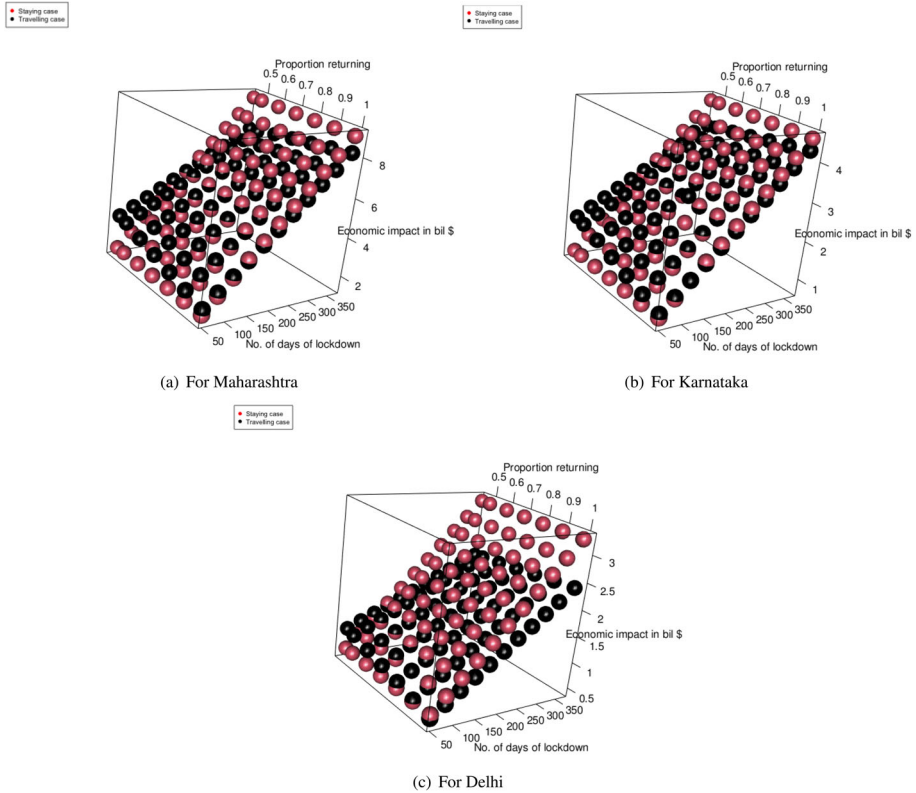 Staying case
Travelling case
Proportion returning
0.5 0.6 0.7 0.8 0.9 1
8
6
Economic impact in bil $
4
2
50 100 150 200 250 300 350
No. of days of lockdown
(a) For Maharashtra
Staying case
Travelling case
Proportion returning
0.5 0.6 0.7 0.8 0.9 1
4
3
Economic impact in bil $
2
1
50 100 150 200 250 300 350
No. of days of lockdown
(b) For Karnataka
Staying case
Travelling case
Proportion returning
0.5 0.6 0.7 0.8 0.9 1
3
2.5
2
Economic impact in bil $
1.5
1
0.5
50 100 150 200 250 300 350
No. of days of lockdown
(c) For Delhi